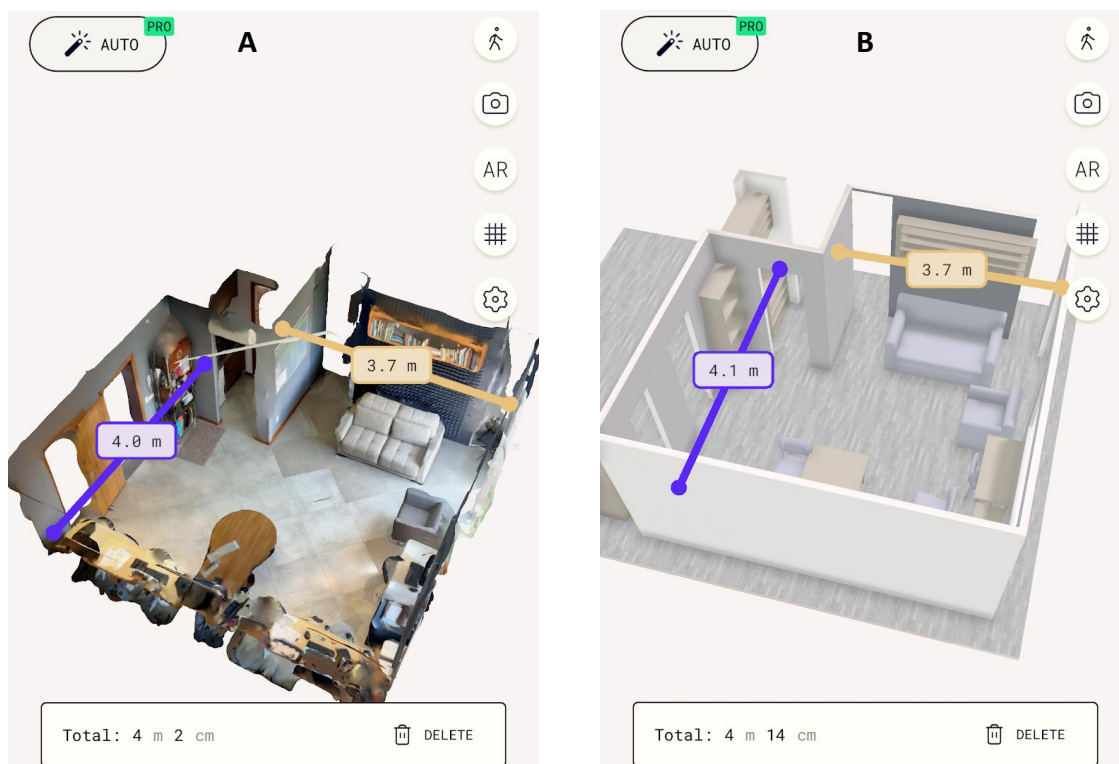 PRO
AUTO
A
AR
3.7 m
4.0 m
Total: 4 m 2 cm
DELETE
PRO
AUTO
B
AR
3.7 m
4.1 m
Total: 4 m 14 cm
DELETE